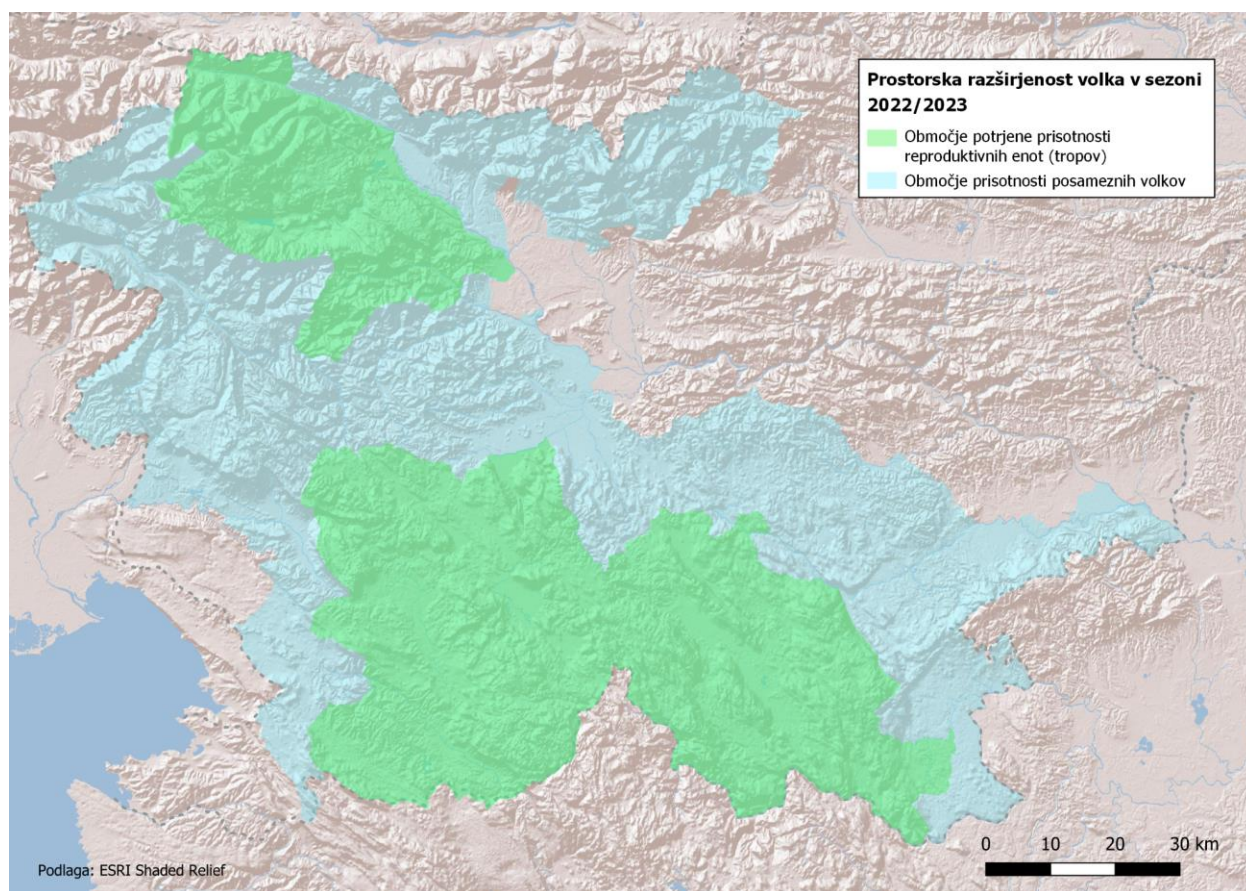 Prostorska razširjenost volka v sezoni
2022/2023
Območje potrjene prisotnosti
reproduktivnih enot (tropov)
Območje prisotnosti posameznih volkov
0 10 20 30 km
Podlaga: ESRI Shaded Relief